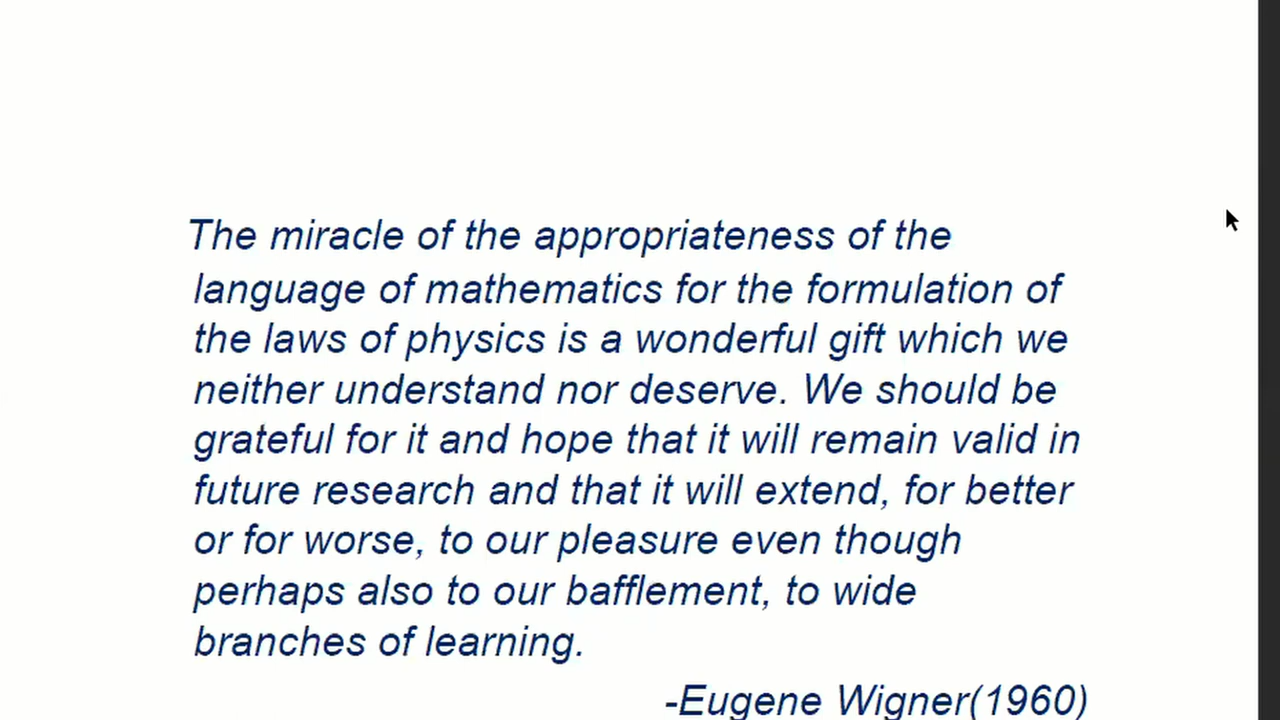 The miracle of the appropriateness of the
language of mathematics for the formulation of
the laws of physics is a wonderful gift which we
neither understand nor deserve. We should be
grateful for it and hope that it will remain valid in
future research and that it will extend, for better
or for worse, to our pleasure even though
perhaps also to our bafflement, to wide
branches of learning.
-Eugene Wigner(1960)